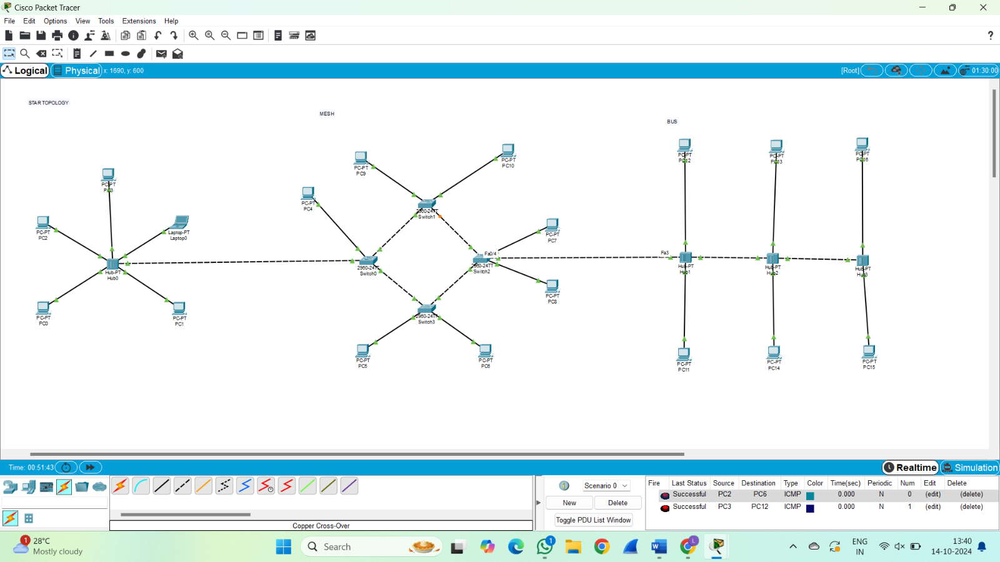 Cisco Packet Tracer
File Edit Options View Tools Extensions Help
Logical Physical x: 1690, y: 600 [Root] 01:30:00
STAR TOPOLOGY
MESH
BUS
PC-PT
PC3
PC-PT
PC2
Laptop-PT
Laptop0
Hub-PT
Hub0
PC-PT
PC0
PC-PT
PC1
PC-PT
PC9
PC-PT
PC10
PC-PT
PC4
2960-24TT
Switch1
PC-PT
PC7
2960-24TT
Switch0
Fa0/4
2960-24TT
Switch2
PC-PT
PC8
2960-24TT
Switch3
PC-PT
PC5
PC-PT
PC6
PC-PT
PC12
PC-PT
PC13
PC-PT
PC16
Fa3
Hub-PT
Hub1
Hub-PT
Hub2
Hub-PT
Hub3
PC-PT
PC11
PC-PT
PC14
PC-PT
PC15
Time: 00:51:43 Realtime Simulation
Scenario 0
New Delete
Toggle PDU List Window
Copper Cross-Over
Fire Last Status Source Destination Type Color Time(sec) Periodic Num Edit Delete
Successful PC2 PC6 ICMP 0.000 N 0 (edit) (delete)
Successful PC3 PC12 ICMP 0.000 N 1 (edit) (delete)
1
28°C
Mostly cloudy
Search
1
L
ENG
IN
13:40
14-10-2024